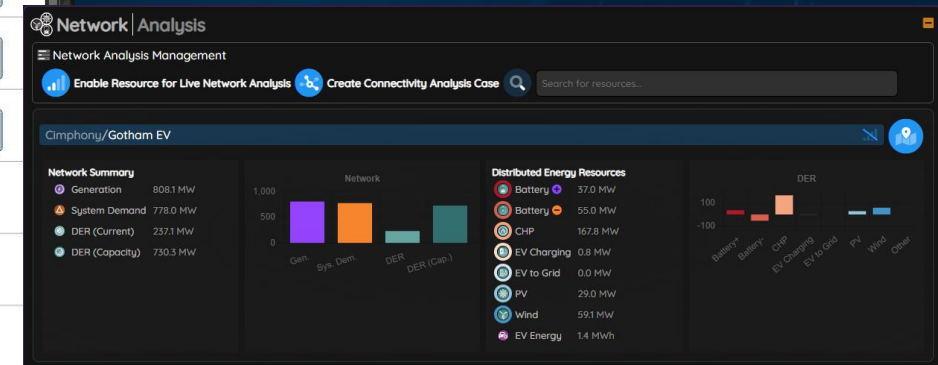 Network|Analysis
Network Analysis Management
Enable Resource for Live Network Analysis Create Connectivity Analysis Case Search for resources..
Cimphony/Gotham EV
Network Summary
Generation 808.1 MW
System Demand 778.0 MW
DER (Current) 237.1 MW
DER (Capacity) 730.3 MW
Network
1,000
500
0
Gen. Sys. Dem. DER DER (Cap.)
Distributed Energy Resources
Battery + 37.0 MW
Battery - 55.0 MW
CHP 167.8 MW
EV Charging 0.8 MW
EV to Grid 0.0 MW
PV 29.0 MW
Wind 59.1 MW
EV Energy 1.4 MWh
DER
100
-100
Battery+ Battery- CHP EV Charging EV to Grid PV Wind Other